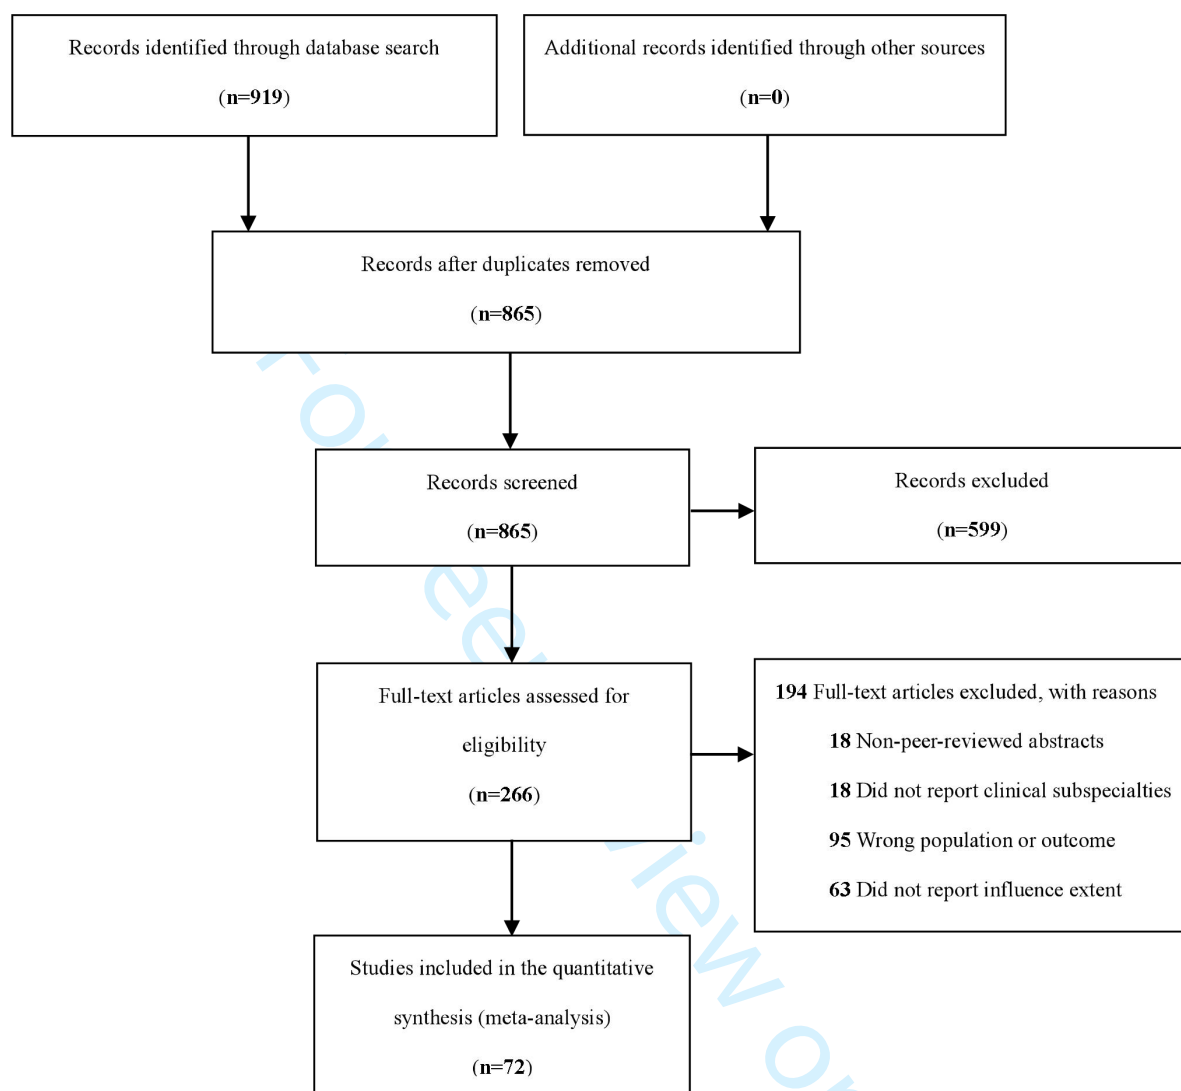 Records identified through database search
(n=919)
Additional records identified through other sources
(n=0)
Records after duplicates removed
(n=865)
Records screened
(n=865)
Records excluded
(n=599)
Full-text articles assessed for
eligibility
(n=266)
194 Full-text articles excluded, with reasons
18 Non-peer-reviewed abstracts
18 Did not report clinical subspecialties
95 Wrong population or outcome
63 Did not report influence extent
Studies included in the quantitative
synthesis (meta-analysis)
(n=72)